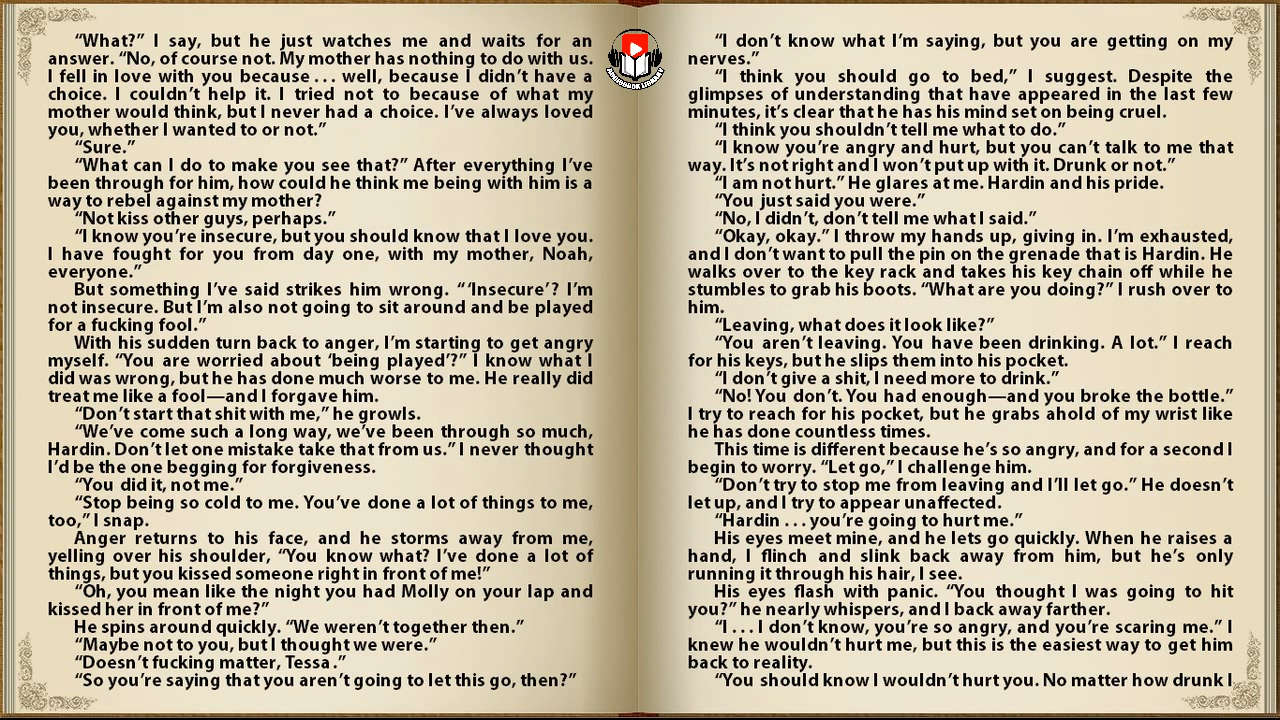 “What?” I say, but he just watches me and waits for an
answer. “No, of course not. My mother has nothing to do with us.
I fell in love with you because . . . well, because I didn’t have a
choice. I couldn’t help it. I tried not to because of what my
mother would think, but I never had a choice. I’ve always loved
you, whether I wanted to or not.”
“Sure.”
“What can I do to make you see that?” After everything I’ve
been through for him, how could he think me being with him is a
way to rebel against my mother?
“Not kiss other guys, perhaps.”
“I know you’re insecure, but you should know that I love you.
I have fought for you from day one, with my mother, Noah,
everyone.”
But something I’ve said strikes him wrong. “ ‘Insecure’? I’m
not insecure. But I’m also not going to sit around and be played
for a fucking fool.”
With his sudden turn back to anger, I’m starting to get angry
myself. “You are worried about ‘being played’?” I know what I
did was wrong, but he has done much worse to me. He really did
treat me like a fool—and I forgave him.
“Don’t start that shit with me,” he growls.
“We’ve come such a long way, we’ve been through so much,
Hardin. Don’t let one mistake take that from us.” I never thought
I’d be the one begging for forgiveness.
“You did it, not me.”
“Stop being so cold to me. You’ve done a lot of things to me,
too,” I snap.
Anger returns to his face, and he storms away from me,
yelling over his shoulder, “You know what? I’ve done a lot of
things, but you kissed someone right in front of me!”
“Oh, you mean like the night you had Molly on your lap and
kissed her in front of me?”
He spins around quickly. “We weren’t together then.”
“Maybe not to you, but I thought we were.”
“Doesn’t fucking matter, Tessa .”
“So you’re saying that you aren’t going to let this go, then?”
“I don’t know what I’m saying, but you are getting on my
nerves.”
“I think you should go to bed,” I suggest. Despite the
glimpses of understanding that have appeared in the last few
minutes, it’s clear that he has his mind set on being cruel.
“I think you shouldn’t tell me what to do.”
“I know you’re angry and hurt, but you can’t talk to me that
way. It’s not right and I won’t put up with it. Drunk or not.”
“I am not hurt.” He glares at me. Hardin and his pride.
“You just said you were.”
“No, I didn’t, don’t tell me what I said.”
“Okay, okay.” I throw my hands up, giving in. I’m exhausted,
and I don’t want to pull the pin on the grenade that is Hardin. He
walks over to the key rack and takes his key chain off while he
stumbles to grab his boots. “What are you doing?” I rush over to
him.
“Leaving, what does it look like?”
“You aren’t leaving. You have been drinking. A lot.” I reach
for his keys, but he slips them into his pocket.
“I don’t give a shit, I need more to drink.”
“No! You don’t. You had enough—and you broke the bottle.”
I try to reach for his pocket, but he grabs ahold of my wrist like
he has done countless times.
This time is different because he’s so angry, and for a second I
begin to worry. “Let go,” I challenge him.
“Don’t try to stop me from leaving and I’ll let go.” He doesn’t
let up, and I try to appear unaffected.
“Hardin . . . you’re going to hurt me.”
His eyes meet mine, and he lets go quickly. When he raises a
hand, I flinch and slink back away from him, but he’s only
running it through his hair, I see.
His eyes flash with panic. “You thought I was going to hit
you?” he nearly whispers, and I back away farther.
“I . . . I don’t know, you’re so angry, and you’re scaring me.” I
knew he wouldn’t hurt me, but this is the easiest way to get him
back to reality.
“You should know I wouldn’t hurt you. No matter how drunk I